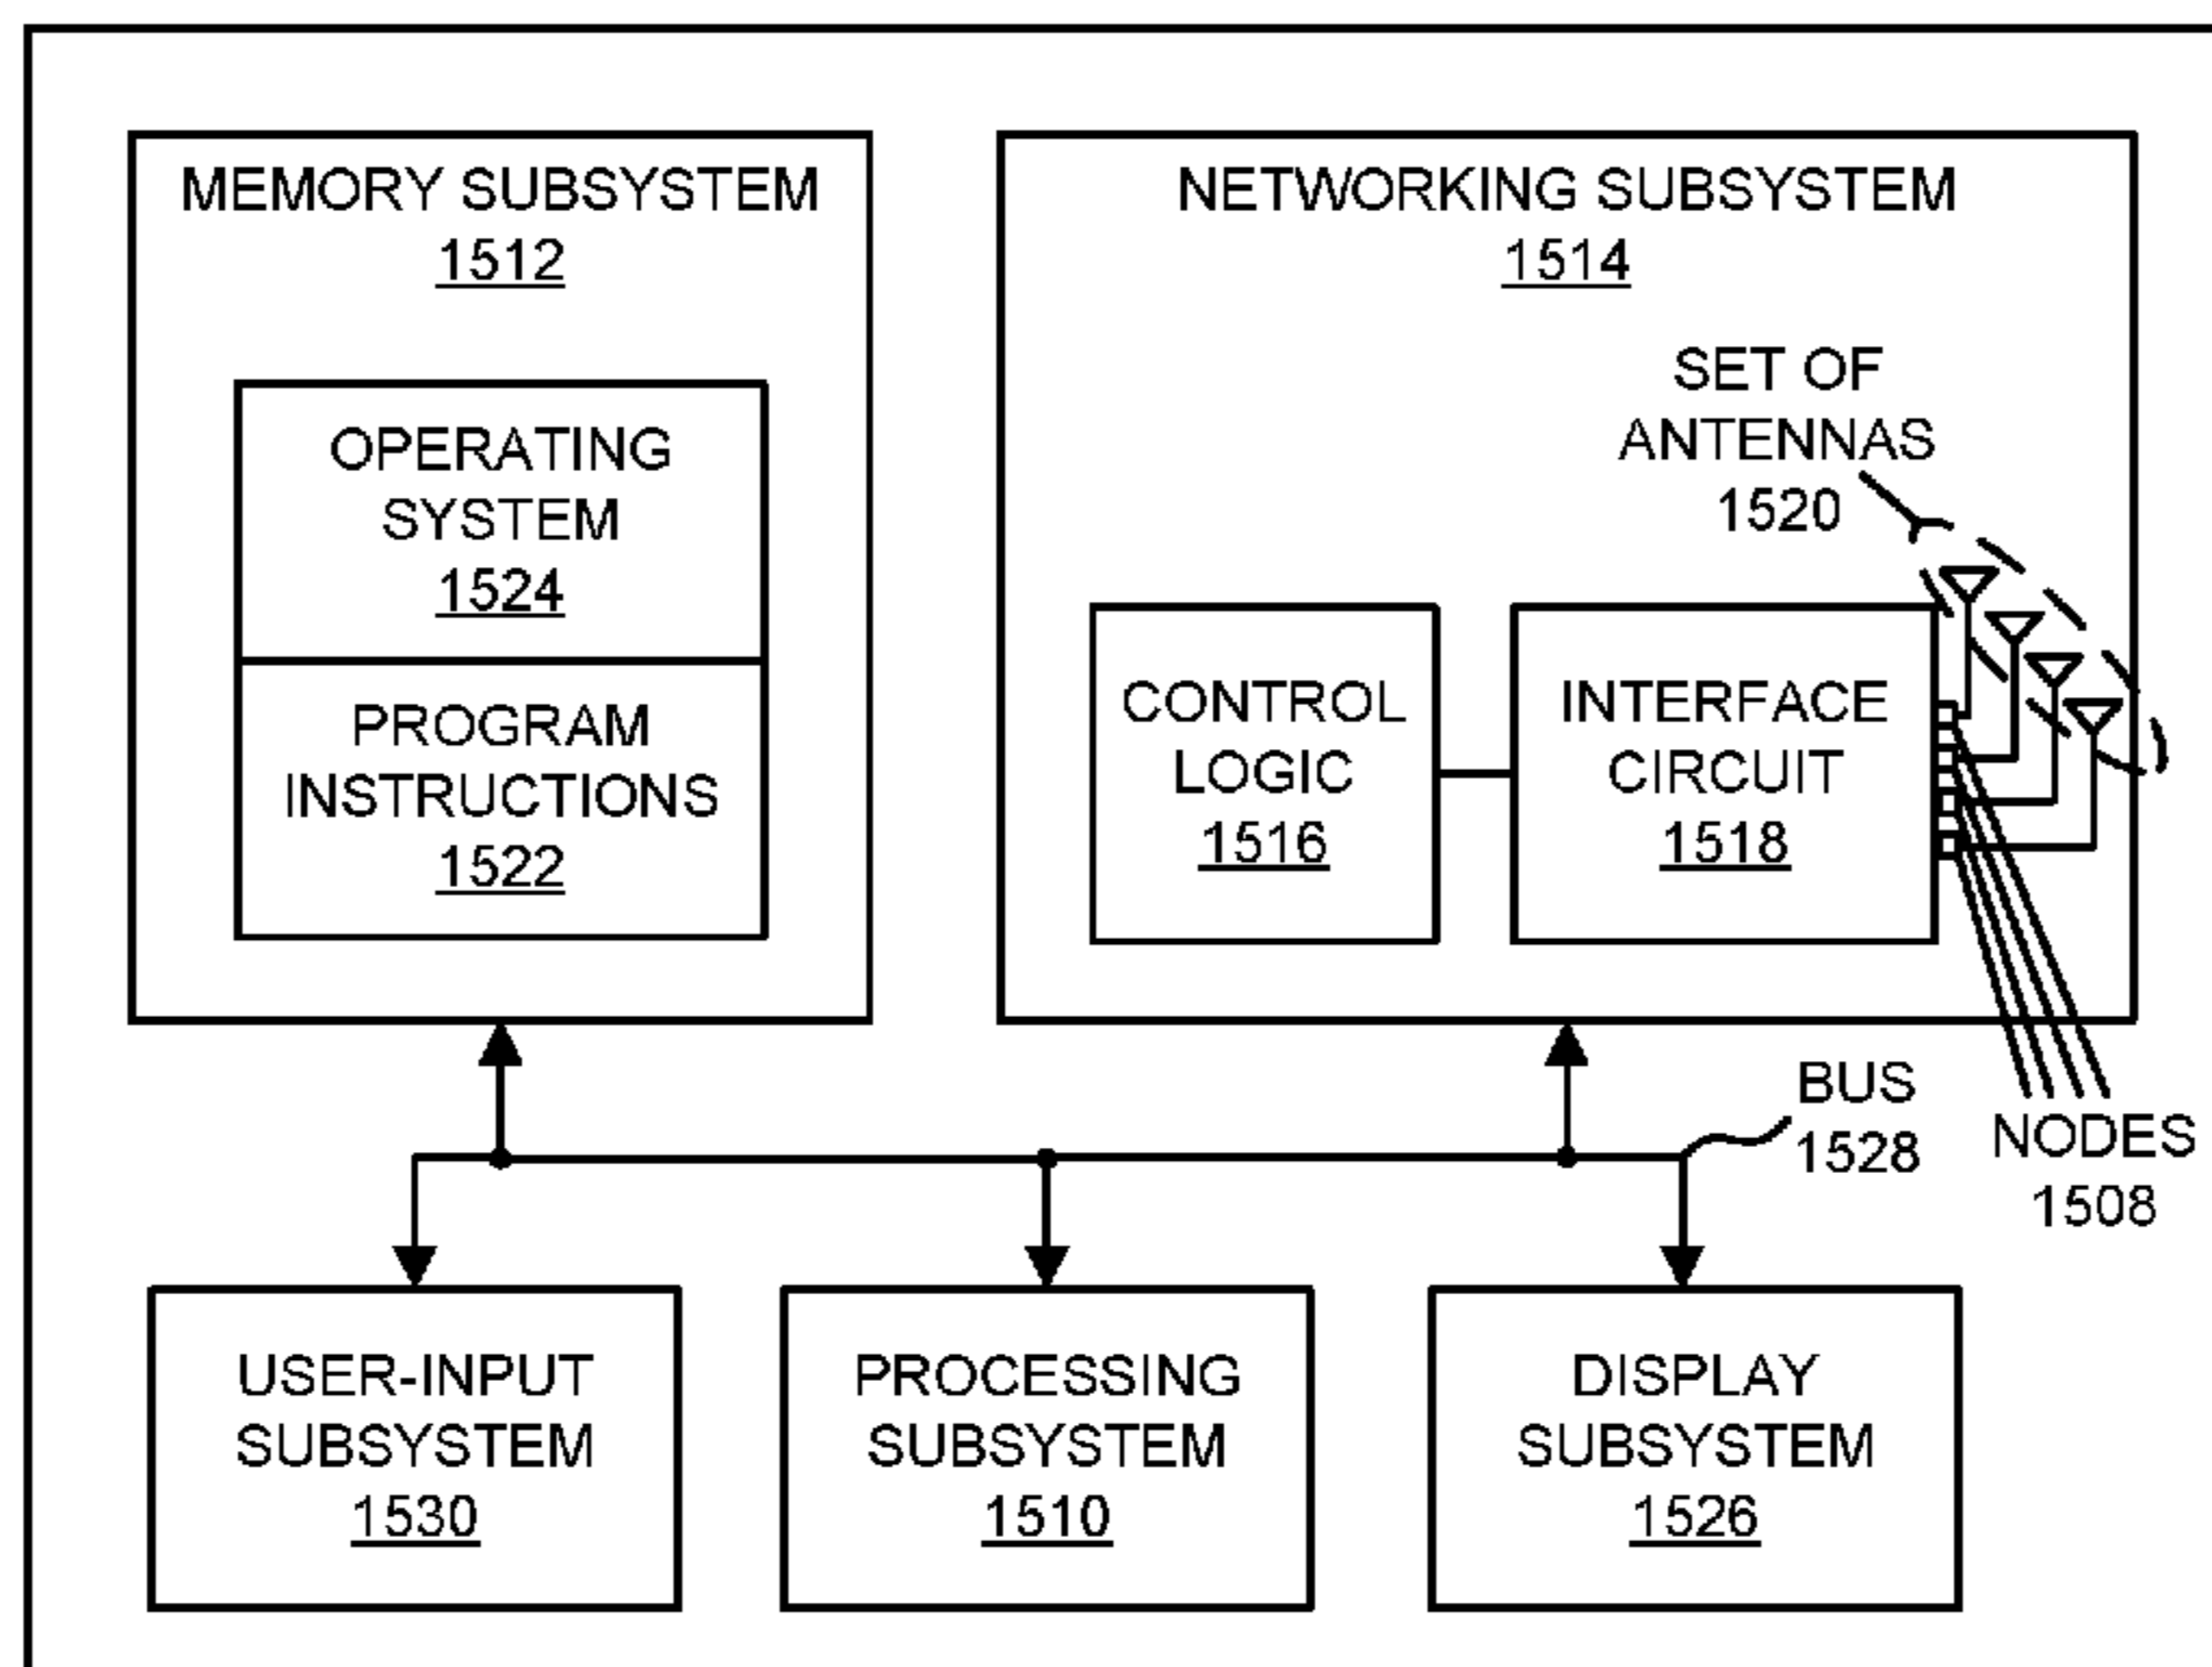 MEMORY SUBSYSTEM
1512
OPERATING
SYSTEM
1524
PROGRAM
INSTRUCTIONS
1522
NETWORKING SUBSYSTEM
1514
SET OF
ANTENNAS
1520
CONTROL
LOGIC
1516
INTERFACE
CIRCUIT
1518
BUS
1528
NODES
1508
USER-INPUT
SUBSYSTEM
1530
PROCESSING
SUBSYSTEM
1510
DISPLAY
SUBSYSTEM
1526